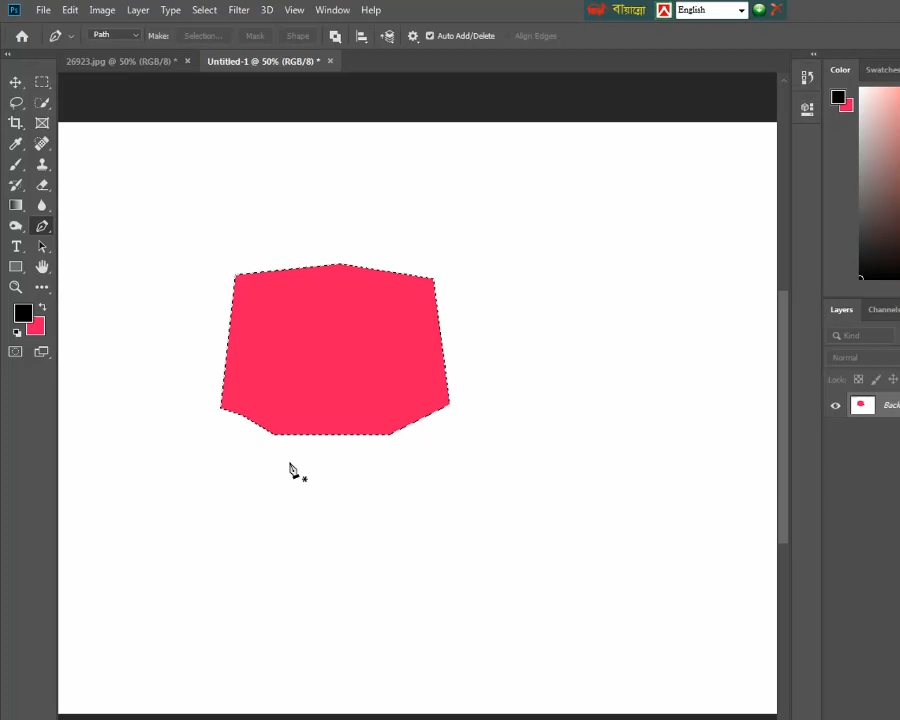 Ps File Edit Image Layer Type Select Filter 3D View Window Help বায়ান্নো English
Path Make: Selection... Mask Shape Auto Add/Delete Align Edges
26923.jpg @ 50% (RGB/8) * × Untitled-1 @ 50% (RGB/8) * ×
Color Swatches
T
Layers Channels
Kind
Normal
Lock:
Back